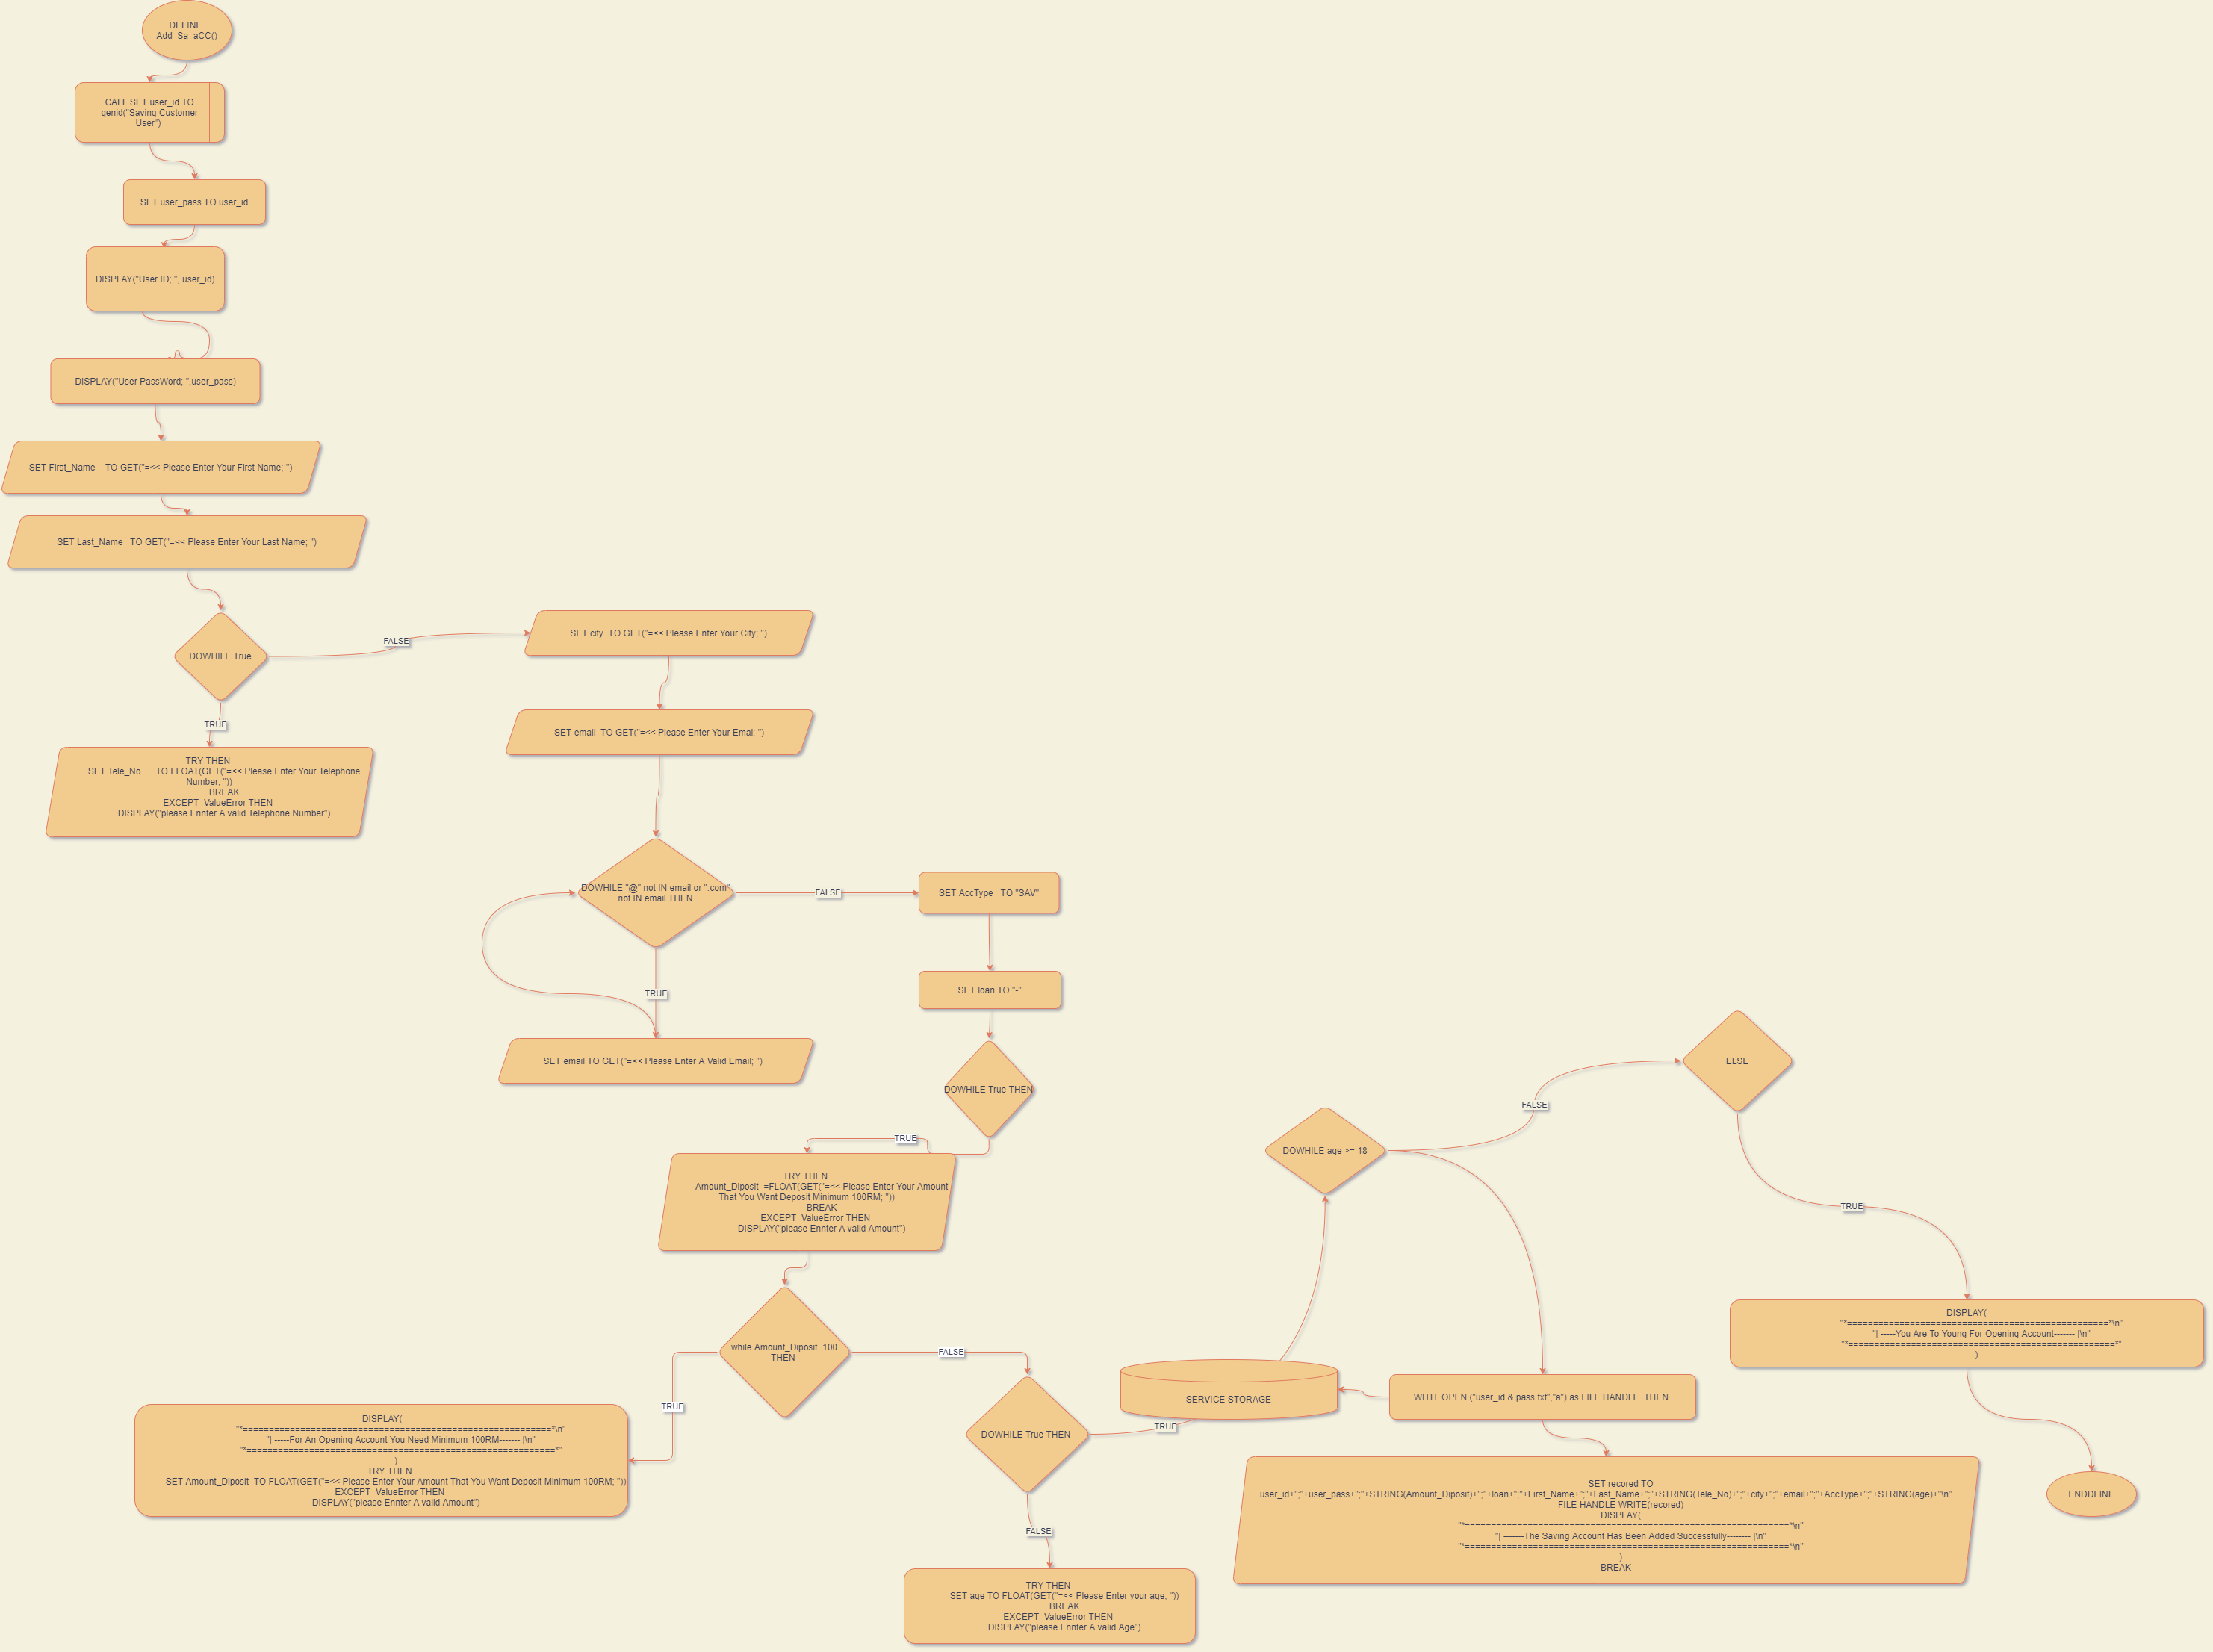 DEFINE
Add_Sa_aCC()
CALL SET user_id TO
genid("Saving Customer
User")
SET user_pass TO user_id
DISPLAY("User ID; ", user_id)
DISPLAY("User PassWord; ",user_pass)
SET First_Name    TO GET("=<< Please Enter Your First Name; ")
SET Last_Name   TO GET("=<< Please Enter Your Last Name; ")
DOWHILE True
FALSE
TRUE
TRY THEN
SET Tele_No      TO FLOAT(GET("=<< Please Enter Your Telephone
Number; "))
BREAK
EXCEPT  ValueError THEN
DISPLAY("please Ennter A valid Telephone Number")
SET city  TO GET("=<< Please Enter Your City; ")
SET email  TO GET("=<< Please Enter Your Emai; ")
DOWHILE "@" not IN email or ".com"
not IN email THEN
FALSE
TRUE
SET email TO GET("=<< Please Enter A Valid Email; ")
SET AccType   TO "SAV"
SET loan TO "-"
DOWHILE True THEN
TRUE
TRY THEN
Amount_Diposit  =FLOAT(GET("=<< Please Enter Your Amount
That You Want Deposit Minimum 100RM; "))
BREAK
EXCEPT  ValueError THEN
DISPLAY("please Ennter A valid Amount")
while Amount_Diposit  100
THEN
TRUE
FALSE
DISPLAY(
"*===========================================================*\n"
"| -----For An Opening Account You Need Minimum 100RM------- |\n"
"*===========================================================*"
)
TRY THEN
SET Amount_Diposit  TO FLOAT(GET("=<< Please Enter Your Amount That You Want Deposit Minimum 100RM; "))
EXCEPT  ValueError THEN
DISPLAY("please Ennter A valid Amount")
DOWHILE True THEN
TRUE
FALSE
TRY THEN
SET age TO FLOAT(GET("=<< Please Enter your age; "))
BREAK
EXCEPT  ValueError THEN
DISPLAY("please Ennter A valid Age")
SERVICE STORAGE
DOWHILE age >= 18
FALSE
WITH  OPEN ("user_id & pass.txt","a") as FILE HANDLE  THEN
SET recored TO
user_id+";"+user_pass+";"+STRING(Amount_Diposit)+";"+loan+";"+First_Name+";"+Last_Name+";"+STRING(Tele_No)+";"+city+";"+email+";"+AccType+";"+STRING(age)+"\n"
FILE HANDLE WRITE(recored)
DISPLAY(
"*==============================================================*\n"
"| -------The Saving Account Has Been Added Successfully-------- |\n"
"*==============================================================*\n"
)
BREAK
ELSE
TRUE
DISPLAY(
"*==================================================*\n"
"| -----You Are To Young For Opening Account------- |\n"
"*===================================================*"
)
ENDDFINE